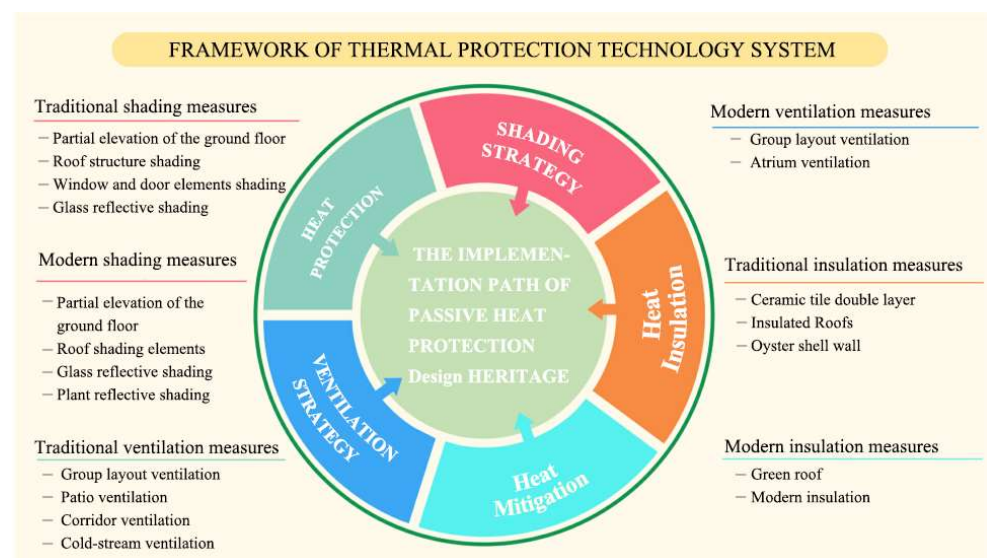 FRAMEWORK OF THERMAL PROTECTION TECHNOLOGY SYSTEM
Traditional shading measures
– Partial elevation of the ground floor
– Roof structure shading
– Window and door elements shading
– Glass reflective shading
Modern shading measures
– Partial elevation of the
ground floor
– Roof shading elements
– Glass reflective shading
– Plant reflective shading
Traditional ventilation measures
– Group layout ventilation
– Patio ventilation
– Corridor ventilation
– Cold-stream ventilation
HEAT
PROTECTION
SHADING
STRATEGY
Heat
Insulation
Heat
Mitigation
VENTILATION
STRATEGY
THE IMPLEMEN-
TATION PATH OF
PASSIVE HEAT
PROTECTION
Design HERITAGE
Modern ventilation measures
– Group layout ventilation
– Atrium ventilation
Traditional insulation measures
– Ceramic tile double layer
– Insulated Roofs
– Oyster shell wall
Modern insulation measures
– Green roof
– Modern insulation